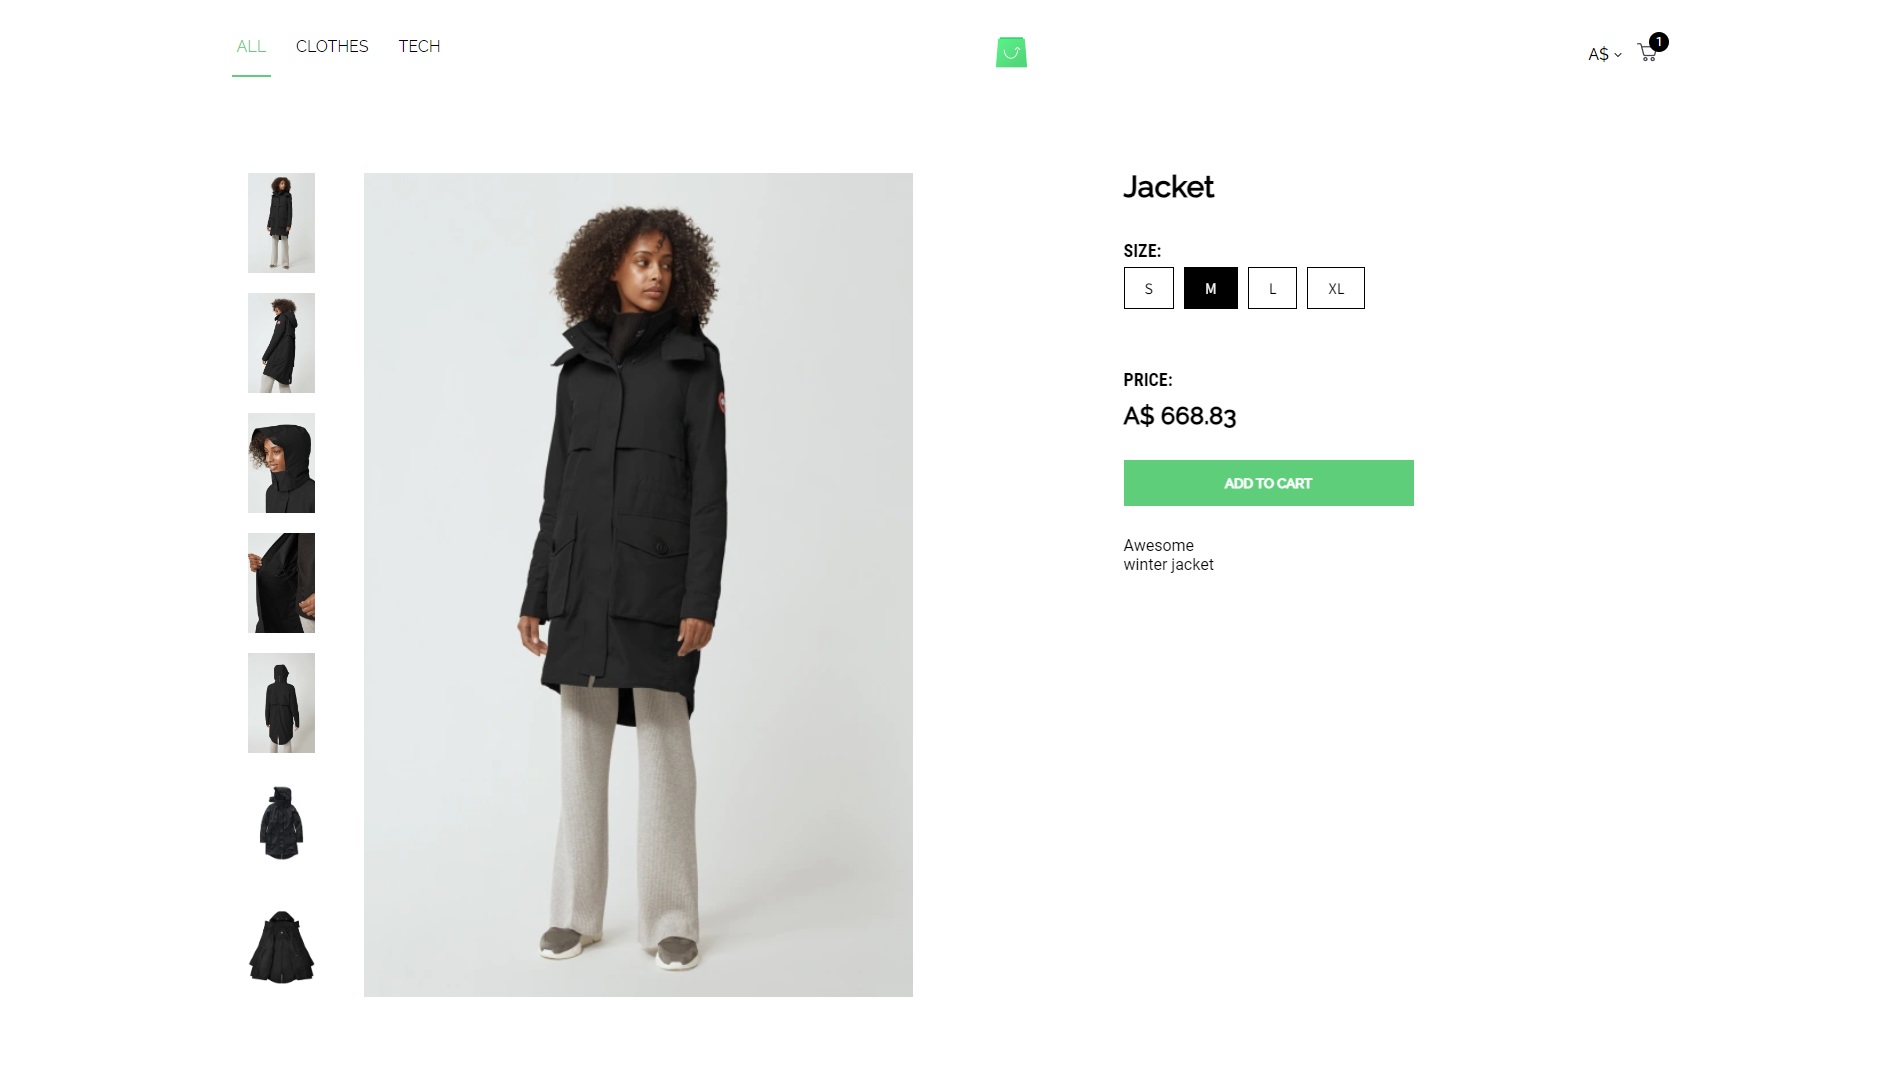 ALL CLOTHES TECH
A$ 1
Jacket
SIZE:
S M L XL
PRICE:
A$ 668.83
ADD TO CART
Awesome
winter jacket